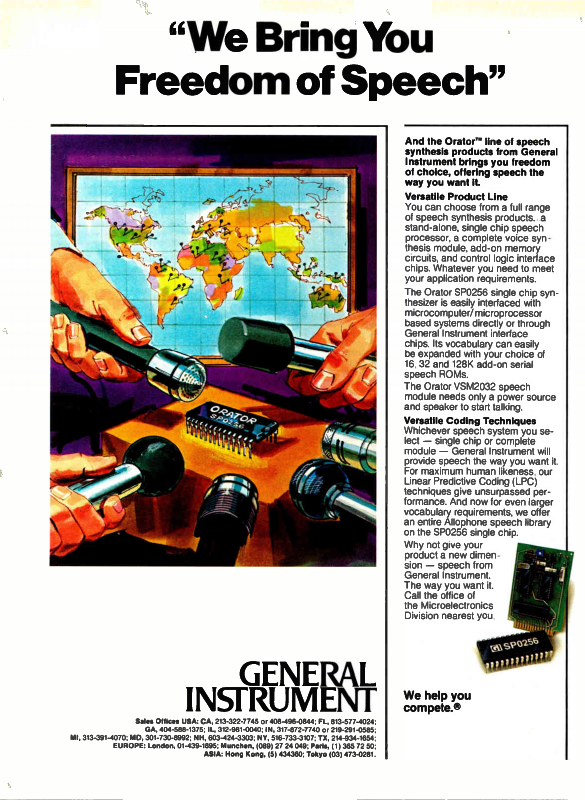 “We Bring You
Freedom of Speech”
ORATOR
SP0256
And the Orator™ line of speech
synthesis products from General
Instrument brings you freedom
of choice, offering speech the
way you want it.
Versatile Product Line
You can choose from a full range
of speech synthesis products. a
stand-alone, single chip speech
processor, a complete voice syn-
thesis module, add-on memory
circuits, and control logic interface
chips. Whatever you need to meet
your application requirements.
The Orator SP0256 single chip syn-
thesizer is easily interfaced with
microcomputer/microprocessor
based systems directly or through
General Instrument interface
chips. Its vocabulary can easily
be expanded with your choice of
16, 32 and 128K add-on serial
speech ROMs.
The Orator VSM2032 speech
module needs only a power source
and speaker to start talking.
Versatile Coding Techniques
Whichever speech system you se-
lect — single chip or complete
module — General Instrument will
provide speech the way you want it.
For maximum human likeness, our
Linear Predictive Coding (LPC)
techniques give unsurpassed per-
formance. And now for even larger
vocabulary requirements, we offer
an entire Allophone speech library
on the SP0256 single chip.
Why not give your
product a new dimen-
sion — speech from
General Instrument.
The way you want it.
Call the office of
the Microelectronics
Division nearest you.
GI SP0256
We help you
compete.®
GENERAL
INSTRUMENT
Sales Offices USA: CA, 213-322-7745 or 408-496-0844; FL, 813-577-4024;
GA, 404-588-1375; IL, 312-981-0040; IN, 317-872-7740 or 219-291-0585;
MI, 313-391-4070; MD, 301-730-8992; NH, 603-424-3303; NY, 516-733-3107; TX, 214-934-1654;
EUROPE: London, 01-439-1895; Munchen, (089) 27 24 049; Paris, (1) 365 72 50;
ASIA: Hong Kong, (5) 434360; Tokyo (03) 473-0281.